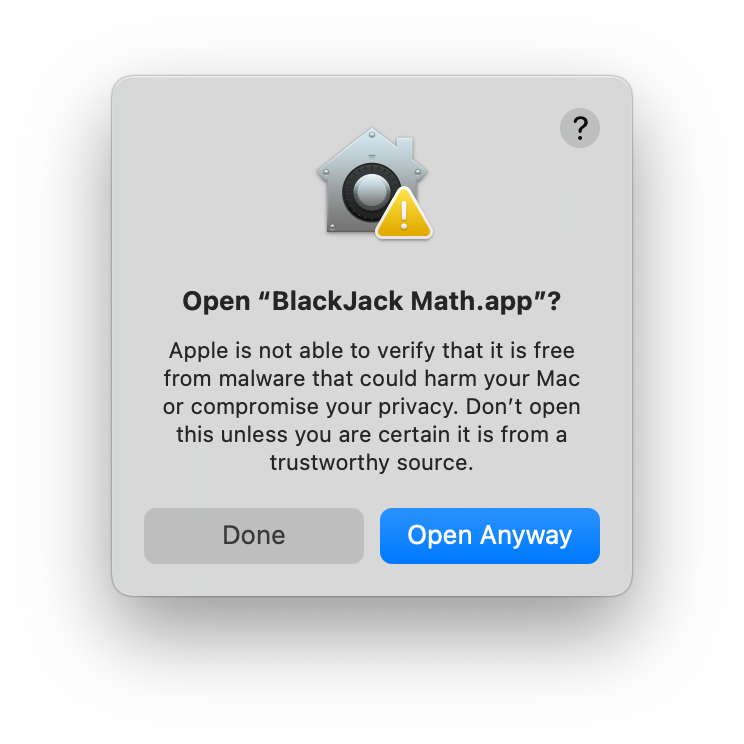 ?
Open “BlackJack Math.app”?
Apple is not able to verify that it is free
from malware that could harm your Mac
or compromise your privacy. Don’t open
this unless you are certain it is from a
trustworthy source.
Done
Open Anyway